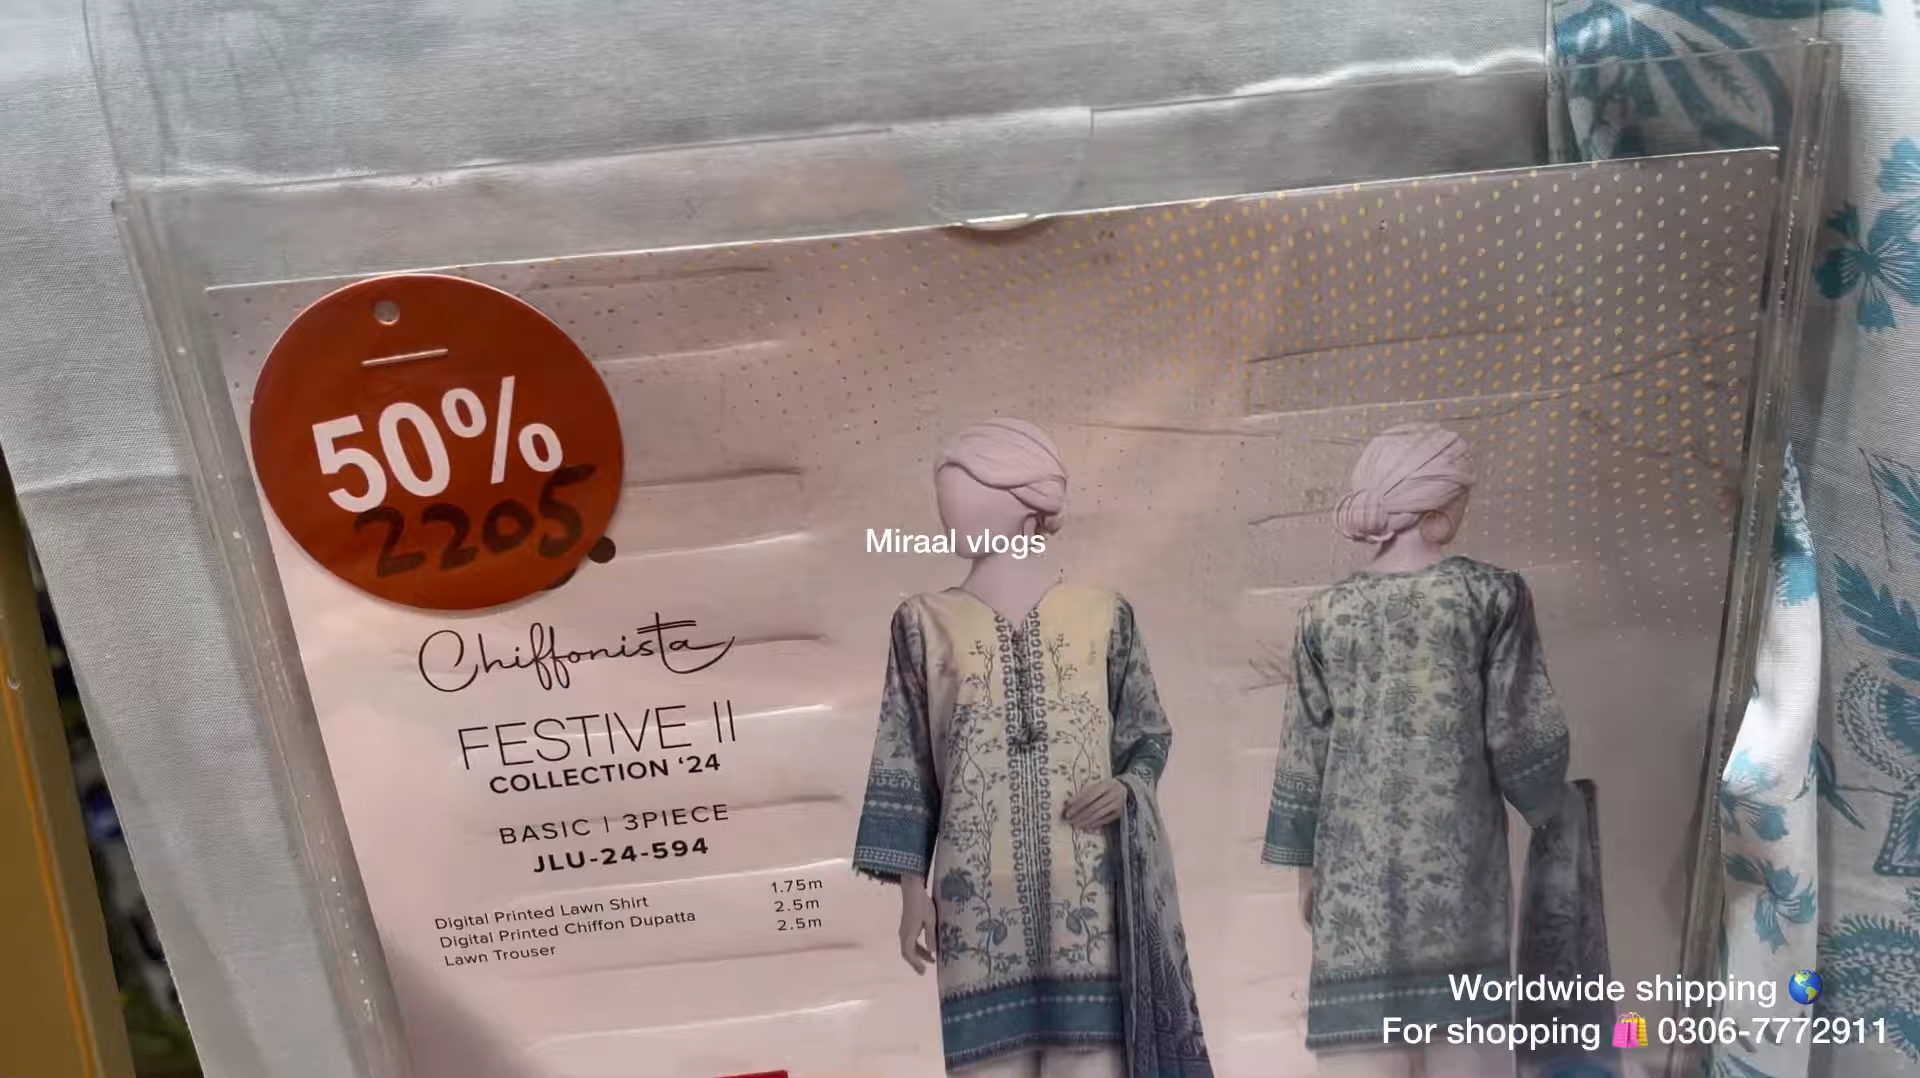 50%
2205
Chiffonista
FESTIVE II
COLLECTION ‘24
BASIC | 3PIECE
JLU-24-594
Digital Printed Lawn Shirt 1.75m
Digital Printed Chiffon Dupatta 2.5m
Lawn Trouser 2.5m
Miraal vlogs
Worldwide shipping 🌎
For shopping 🛍️ 0306-7772911